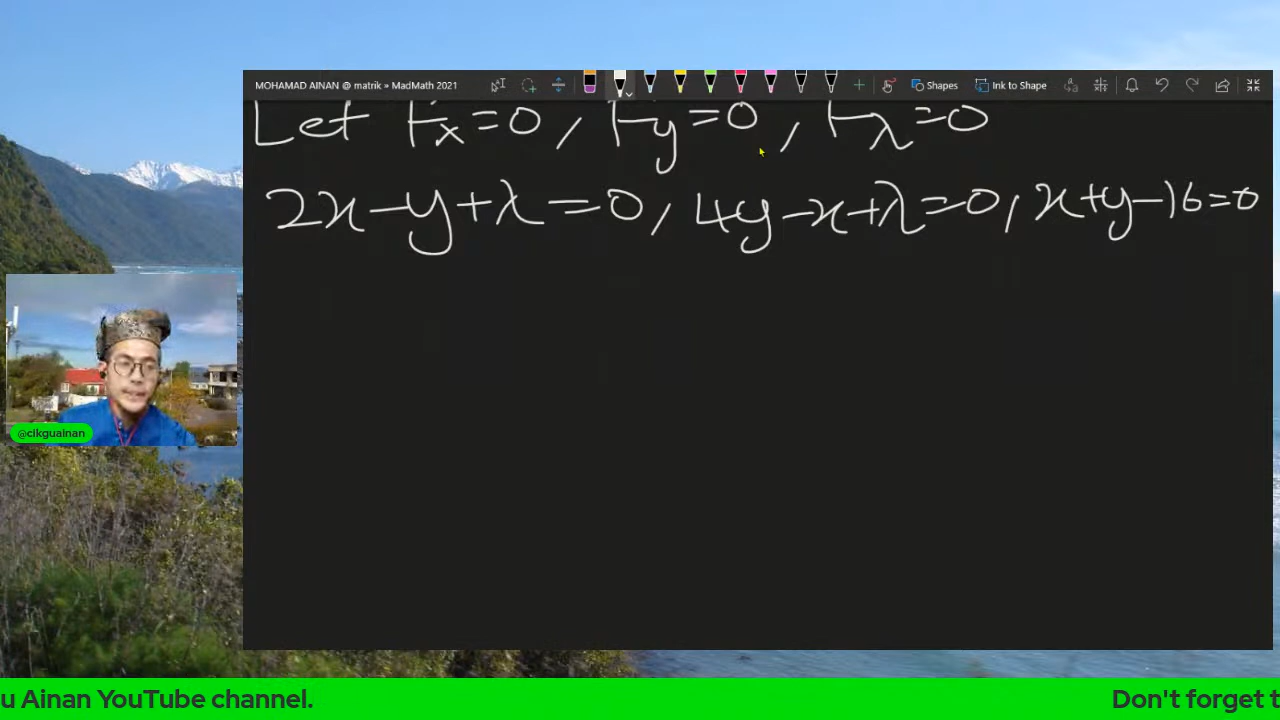 MOHAMAD AINAN @ matrik » MadMath 2021
Shapes
Ink to Shape
Let Fx=0, Fy=0, Fλ=0
2x-y+λ=0, 4y-x+λ=0, x+y-16=0
@cikguainan
u Ainan YouTube channel.
Don't forget t